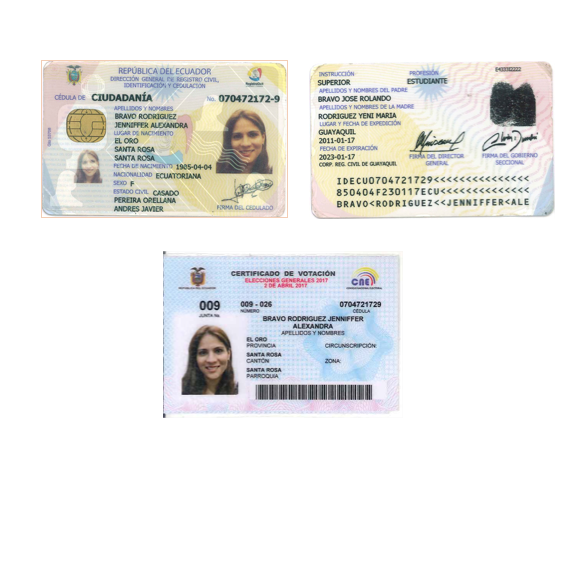 REPÚBLICA DEL ECUADOR
DIRECCIÓN GENERAL DE REGISTRO CIVIL,
IDENTIFICACIÓN Y CEDULACIÓN
CÉDULA DE CIUDADANÍA No. 070472172-9
APELLIDOS Y NOMBRES
BRAVO RODRIGUEZ
JENNIFFER ALEXANDRA
LUGAR DE NACIMIENTO
EL ORO
SANTA ROSA
SANTA ROSA
FECHA DE NACIMIENTO 1985-04-04
NACIONALIDAD ECUATORIANA
SEXO F
ESTADO CIVIL CASADO
PEREIRA ORELLANA
ANDRES JAVIER
FIRMA DEL CEDULADO
INSTRUCCIÓN PROFESIÓN
SUPERIOR ESTUDIANTE
APELLIDOS Y NOMBRES DEL PADRE
BRAVO JOSE ROLANDO
APELLIDOS Y NOMBRES DE LA MADRE
RODRIGUEZ YENI MARIA
LUGAR Y FECHA DE EXPEDICIÓN
GUAYAQUIL
2011-01-17
FECHA DE EXPIRACIÓN
2023-01-17
CORP. REG. CIVIL DE GUAYAQUIL
FIRMA DEL DIRECTOR
GENERAL
FIRMA DEL GOBIERNO
SECCIONAL
IDECU0704721729<<<<<<<<<<<<<<<
850404F230117ECU<<<<<<<<<<<<<<
BRAVO<RODRIGUEZ<<JENNIFFER<ALE
CERTIFICADO DE VOTACIÓN
ELECCIONES GENERALES 2017
2 DE ABRIL 2017
CNE
009
JUNTA No.
009 - 026
NÚMERO
0704721729
CÉDULA
BRAVO RODRIGUEZ JENNIFFER
ALEXANDRA
APELLIDOS Y NOMBRES
EL ORO
PROVINCIA
CIRCUNSCRIPCIÓN:
SANTA ROSA
CANTÓN
ZONA:
SANTA ROSA
PARROQUIA